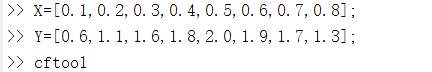 >> X=[0.1,0.2,0.3,0.4,0.5,0.6,0.7,0.8];
>> Y=[0.6,1.1,1.6,1.8,2.0,1.9,1.7,1.3];
>> cftool